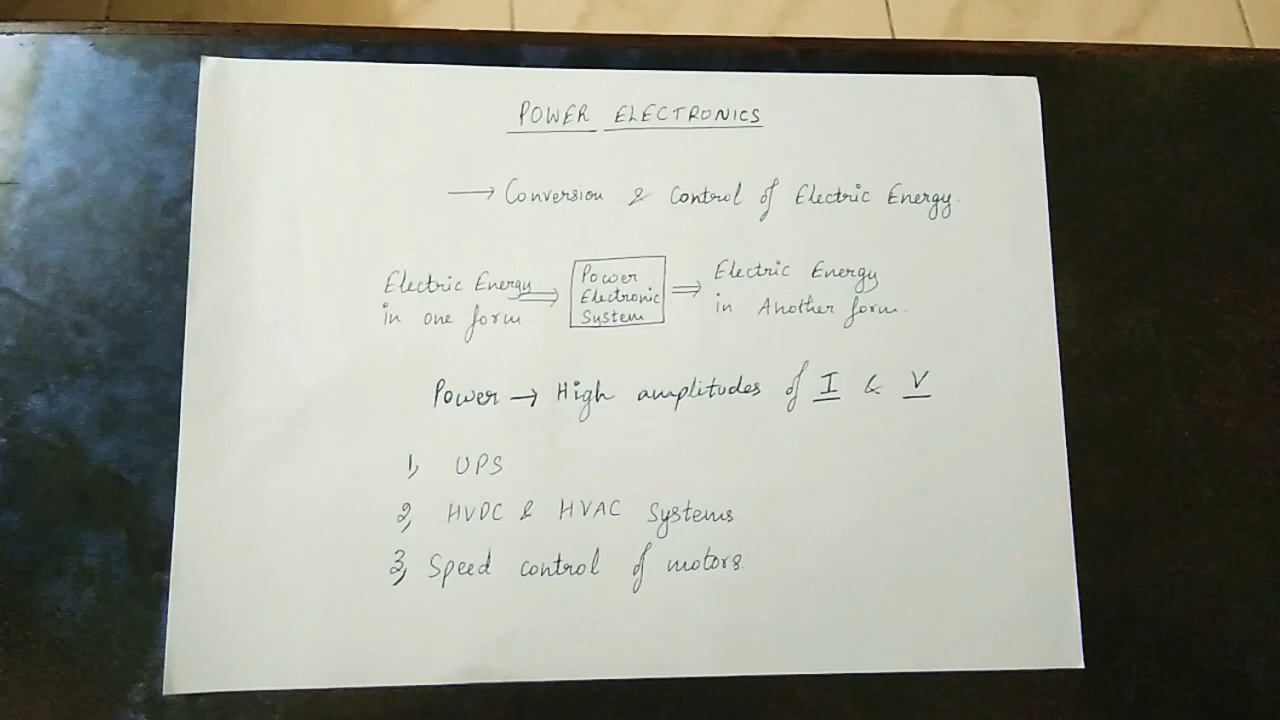 POWER ELECTRONICS
→ Conversion & Control of Electric Energy.
Electric Energy
in one form
⇒
Power
Electronic
System
⇒
Electric Energy
in Another form.
Power → High amplitudes of I & V
1, UPS
2, HVDC & HVAC Systems
3, Speed control of motors.